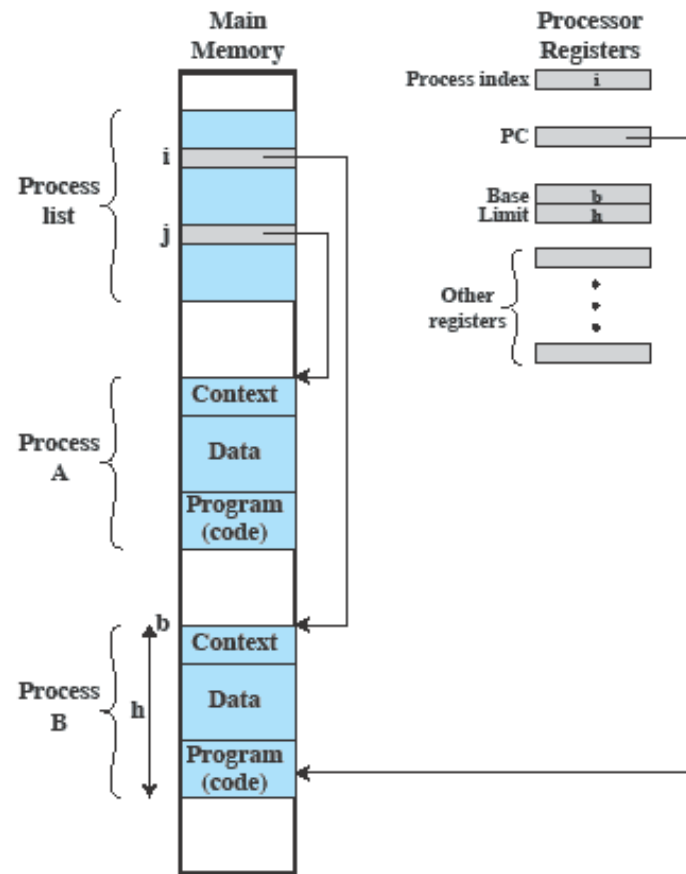 Main
Memory
Processor
Registers
Process index
i
PC
Base
b
Limit
h
Other
registers
Process
list
i
j
Process
A
Context
Data
Program
(code)
Process
B
b
h
Context
Data
Program
(code)